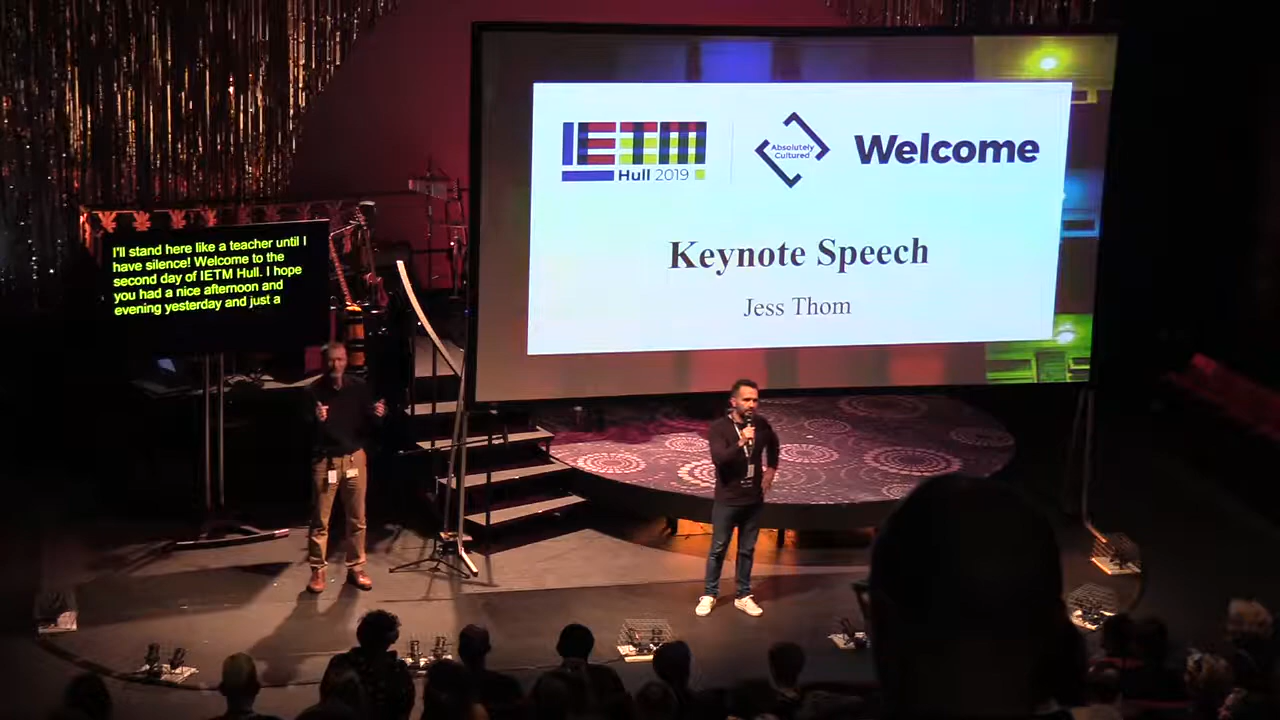 I'll stand here like a teacher until I
have silence! Welcome to the
second day of IETM Hull. I hope
you had a nice afternoon and
evening yesterday and just a
IETM
Hull 2019
Absolutely
Cultured
Welcome
Keynote Speech
Jess Thom